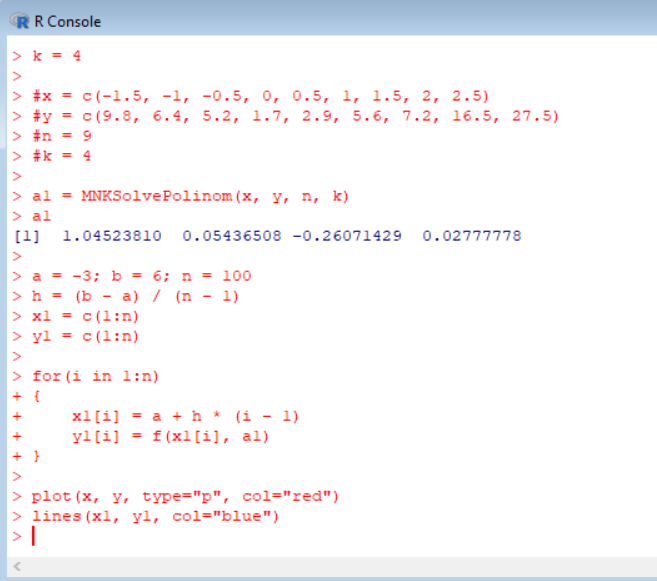 R Console
> k = 4
>
> #x = c(-1.5, -1, -0.5, 0, 0.5, 1, 1.5, 2, 2.5)
> #y = c(9.8, 6.4, 5.2, 1.7, 2.9, 5.6, 7.2, 16.5, 27.5)
> #n = 9
> #k = 4
>
> a1 = MNKSolvePolinom(x, y, n, k)
> a1
[1]  1.04523810  0.05436508 -0.26071429  0.02777778
>
> a = -3; b = 6; n = 100
> h = (b - a) / (n - 1)
> x1 = c(1:n)
> y1 = c(1:n)
>
> for(i in 1:n)
+ {
+     x1[i] = a + h * (i - 1)
+     y1[i] = f(x1[i], a1)
+ }
>
> plot(x, y, type="p", col="red")
> lines(x1, y1, col="blue")
>